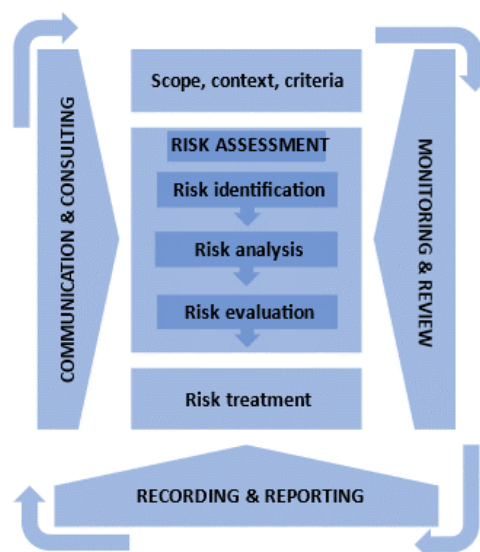 Scope, context, criteria
COMMUNICATION & CONSULTING
RISK ASSESSMENT
Risk identification
Risk analysis
Risk evaluation
MONITORING & REVIEW
Risk treatment
RECORDING & REPORTING